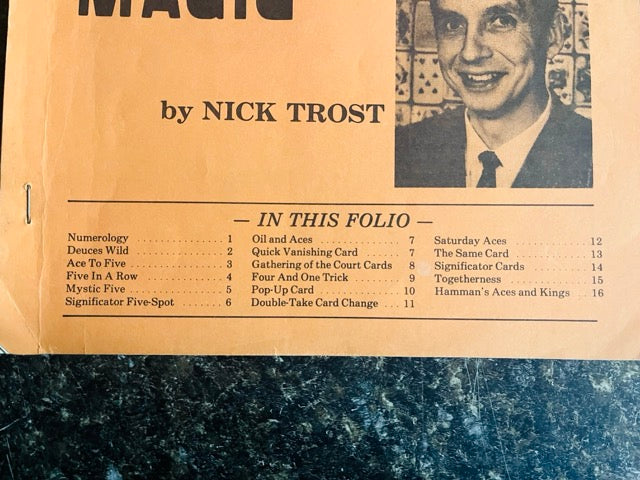 MAGIC
by NICK TROST
— IN THIS FOLIO —
Numerology .............. 1
Deuces Wild .............. 2
Ace To Five .............. 3
Five In A Row .............. 4
Mystic Five .............. 5
Significator Five-Spot ........ 6
Oil and Aces .............. 7
Quick Vanishing Card ........ 7
Gathering of the Court Cards 8
Four And One Trick ........ 9
Pop-Up Card .............. 10
Double-Take Card Change ... 11
Saturday Aces .............. 12
The Same Card .............. 13
Significator Cards ........ 14
Togetherness .............. 15
Hamman's Aces and Kings ... 16